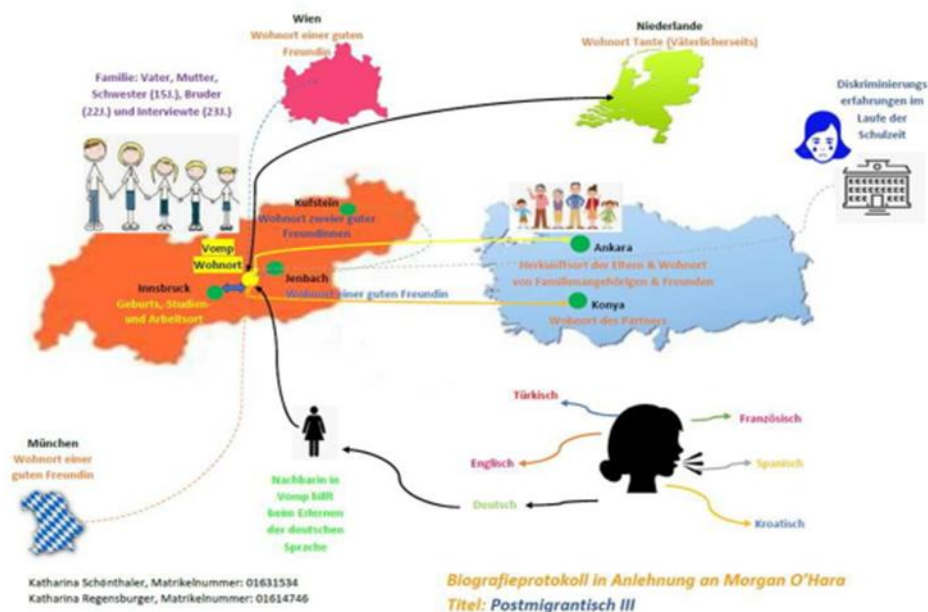 Wien
Wohnort einer guten
Freundin
Niederlande
Wohnort Tante (Väterlicherseits)
Familie: Vater, Mutter,
Schwester (15J.), Bruder
(22J.) und Interviewte (23J.)
Diskriminierungs
erfahrungen im
Laufe der
Schulzeit
Kufstein
Wohnort zweier guter
Freundinnen
Vomp
Wohnort
Jenbach
Wohnort einer guten Freundin
Innsbruck
Geburts, Studien-
und Arbeitsort
Ankara
Herkunftsort der Eltern & Wohnort
von Familienangehörigen & Freunden
Konya
Wohnort des Partners
München
Wohnort einer
guten Freundin
Nachbarin in
Vomp hilft
beim Erlernen
der deutschen
Sprache
Türkisch
Französisch
Englisch
Spanisch
Deutsch
Kroatisch
Katharina Schönthaler, Matrikelnummer: 01631534
Katharina Regensburger, Matrikelnummer: 01614746
Biografieprotokoll in Anlehnung an Morgan O'Hara
Titel: Postmigrantisch III